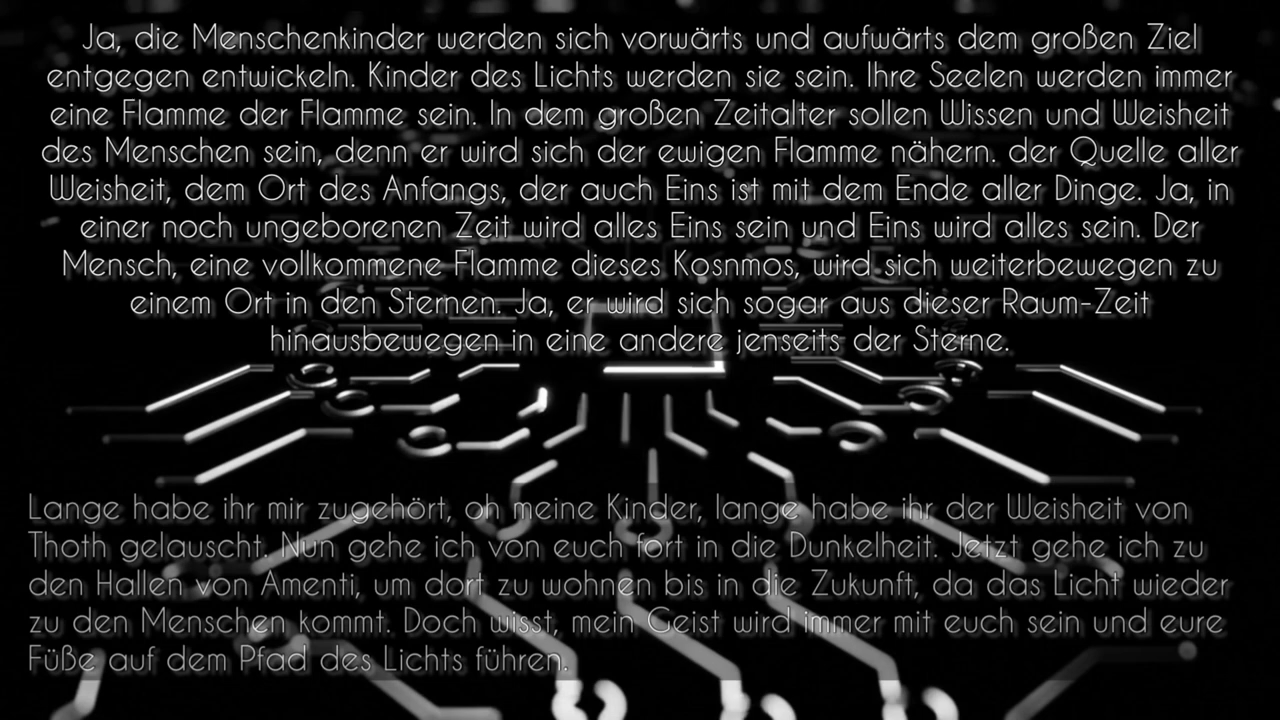 Ja, die Menschenkinder werden sich vorwärts und aufwärts dem großen Ziel
entgegen entwickeln. Kinder des Lichts werden sie sein. Ihre Seelen werden immer
eine Flamme der Flamme sein. In dem großen Zeitalter sollen Wissen und Weisheit
des Menschen sein, denn er wird sich der ewigen Flamme nähern. der Quelle aller
Weisheit, dem Ort des Anfangs, der auch Eins ist mit dem Ende aller Dinge. Ja, in
einer noch ungeborenen Zeit wird alles Eins sein und Eins wird alles sein. Der
Mensch, eine vollkommene Flamme dieses Kosnmos, wird sich weiterbewegen zu
einem Ort in den Sternen. Ja, er wird sich sogar aus dieser Raum-Zeit
hinausbewegen in eine andere jenseits der Sterne.
Lange habe ihr mir zugehört, oh meine Kinder, lange habe ihr der Weisheit von
Thoth gelauscht. Nun gehe ich von euch fort in die Dunkelheit. Jetzt gehe ich zu
den Hallen von Amenti, um dort zu wohnen bis in die Zukunft, da das Licht wieder
zu den Menschen kommt. Doch wisst, mein Geist wird immer mit euch sein und eure
Füße auf dem Pfad des Lichts führen.